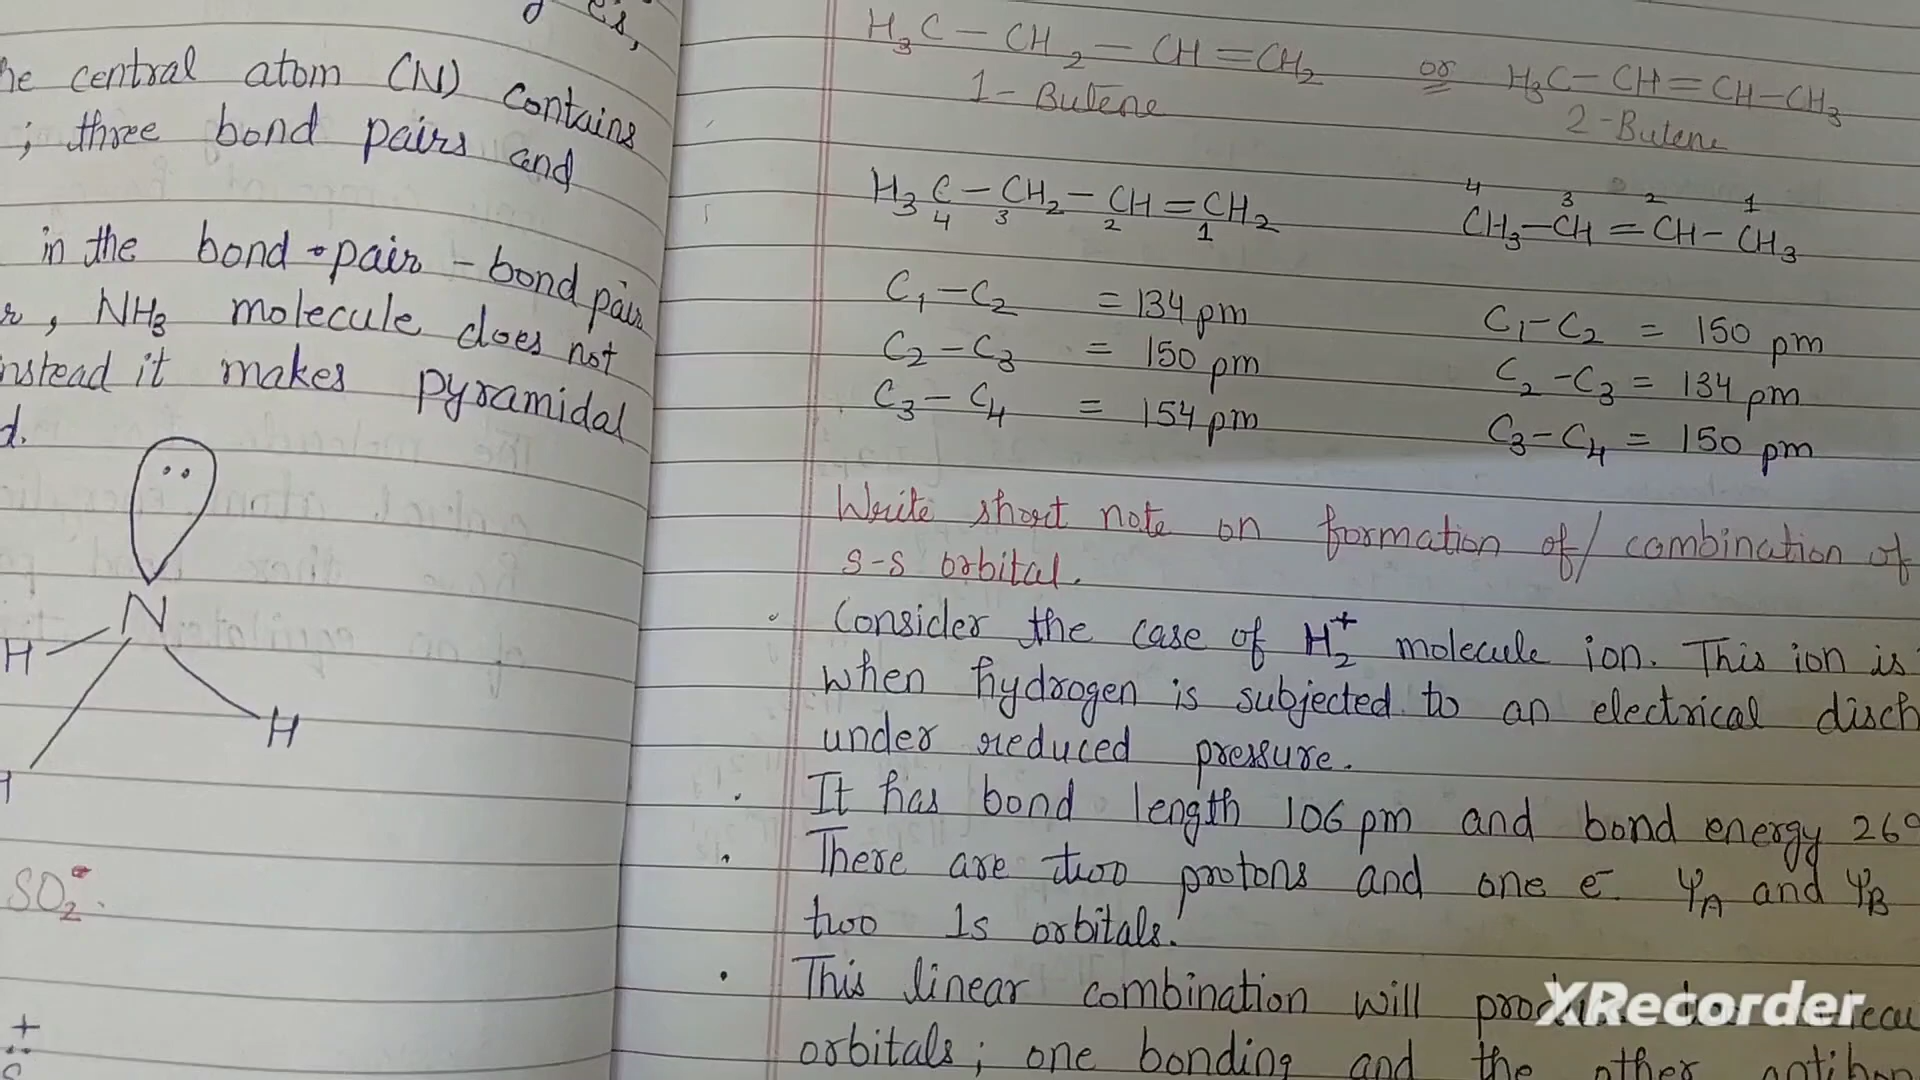 he central atom (N) contains
; three bond pairs and
in the bond-pair - bond pair
, NH3 molecule does not
nstead it makes pyramidal
d.
N
H
H
SO2-.
H3C - CH2 - CH = CH2 or H3C - CH = CH - CH3
1-Butene 2-Butene
H3C - CH2 - CH = CH2 CH3 - CH = CH - CH3
4 3 2 1 4 3 2 1
C1 - C2 = 134 pm C1 - C2 = 150 pm
C2 - C3 = 150 pm C2 - C3 = 134 pm
C3 - C4 = 154 pm C3 - C4 = 150 pm
Write short note on formation of/ combination of
s-s orbital.
Consider the case of H2+ molecule ion. This ion is
when hydrogen is subjected to an electrical disch
under reduced pressure.
It has bond length 106 pm and bond energy 269
There are two protons and one e-. ΨA and ΨB
two 1s orbitals.
This linear combination will
orbitals; one bonding and the other antibon
XRecorder